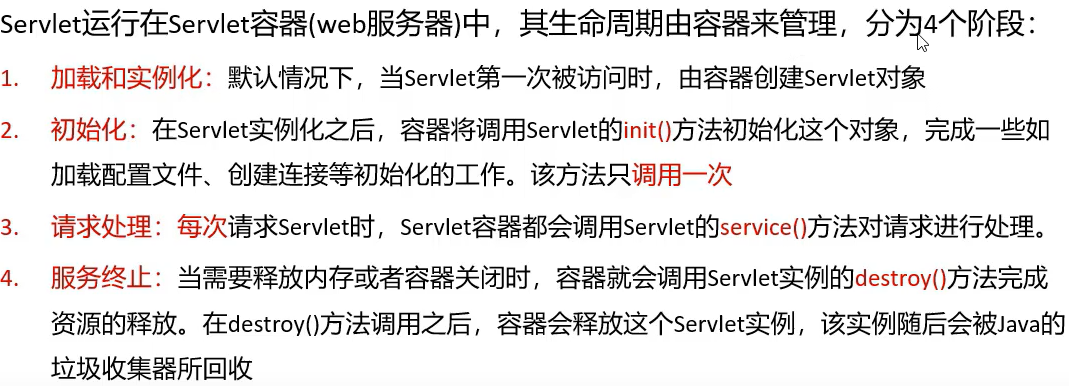 Servlet运行在Servlet容器(web服务器)中，其生命周期由容器来管理，分为4个阶段：
1. 加载和实例化：默认情况下，当Servlet第一次被访问时，由容器创建Servlet对象
2. 初始化：在Servlet实例化之后，容器将调用Servlet的init()方法初始化这个对象，完成一些如
加载配置文件、创建连接等初始化的工作。该方法只调用一次
3. 请求处理：每次请求Servlet时，Servlet容器都会调用Servlet的service()方法对请求进行处理。
4. 服务终止：当需要释放内存或者容器关闭时，容器就会调用Servlet实例的destroy()方法完成
资源的释放。在destroy()方法调用之后，容器会释放这个Servlet实例，该实例随后会被Java的
垃圾收集器所回收